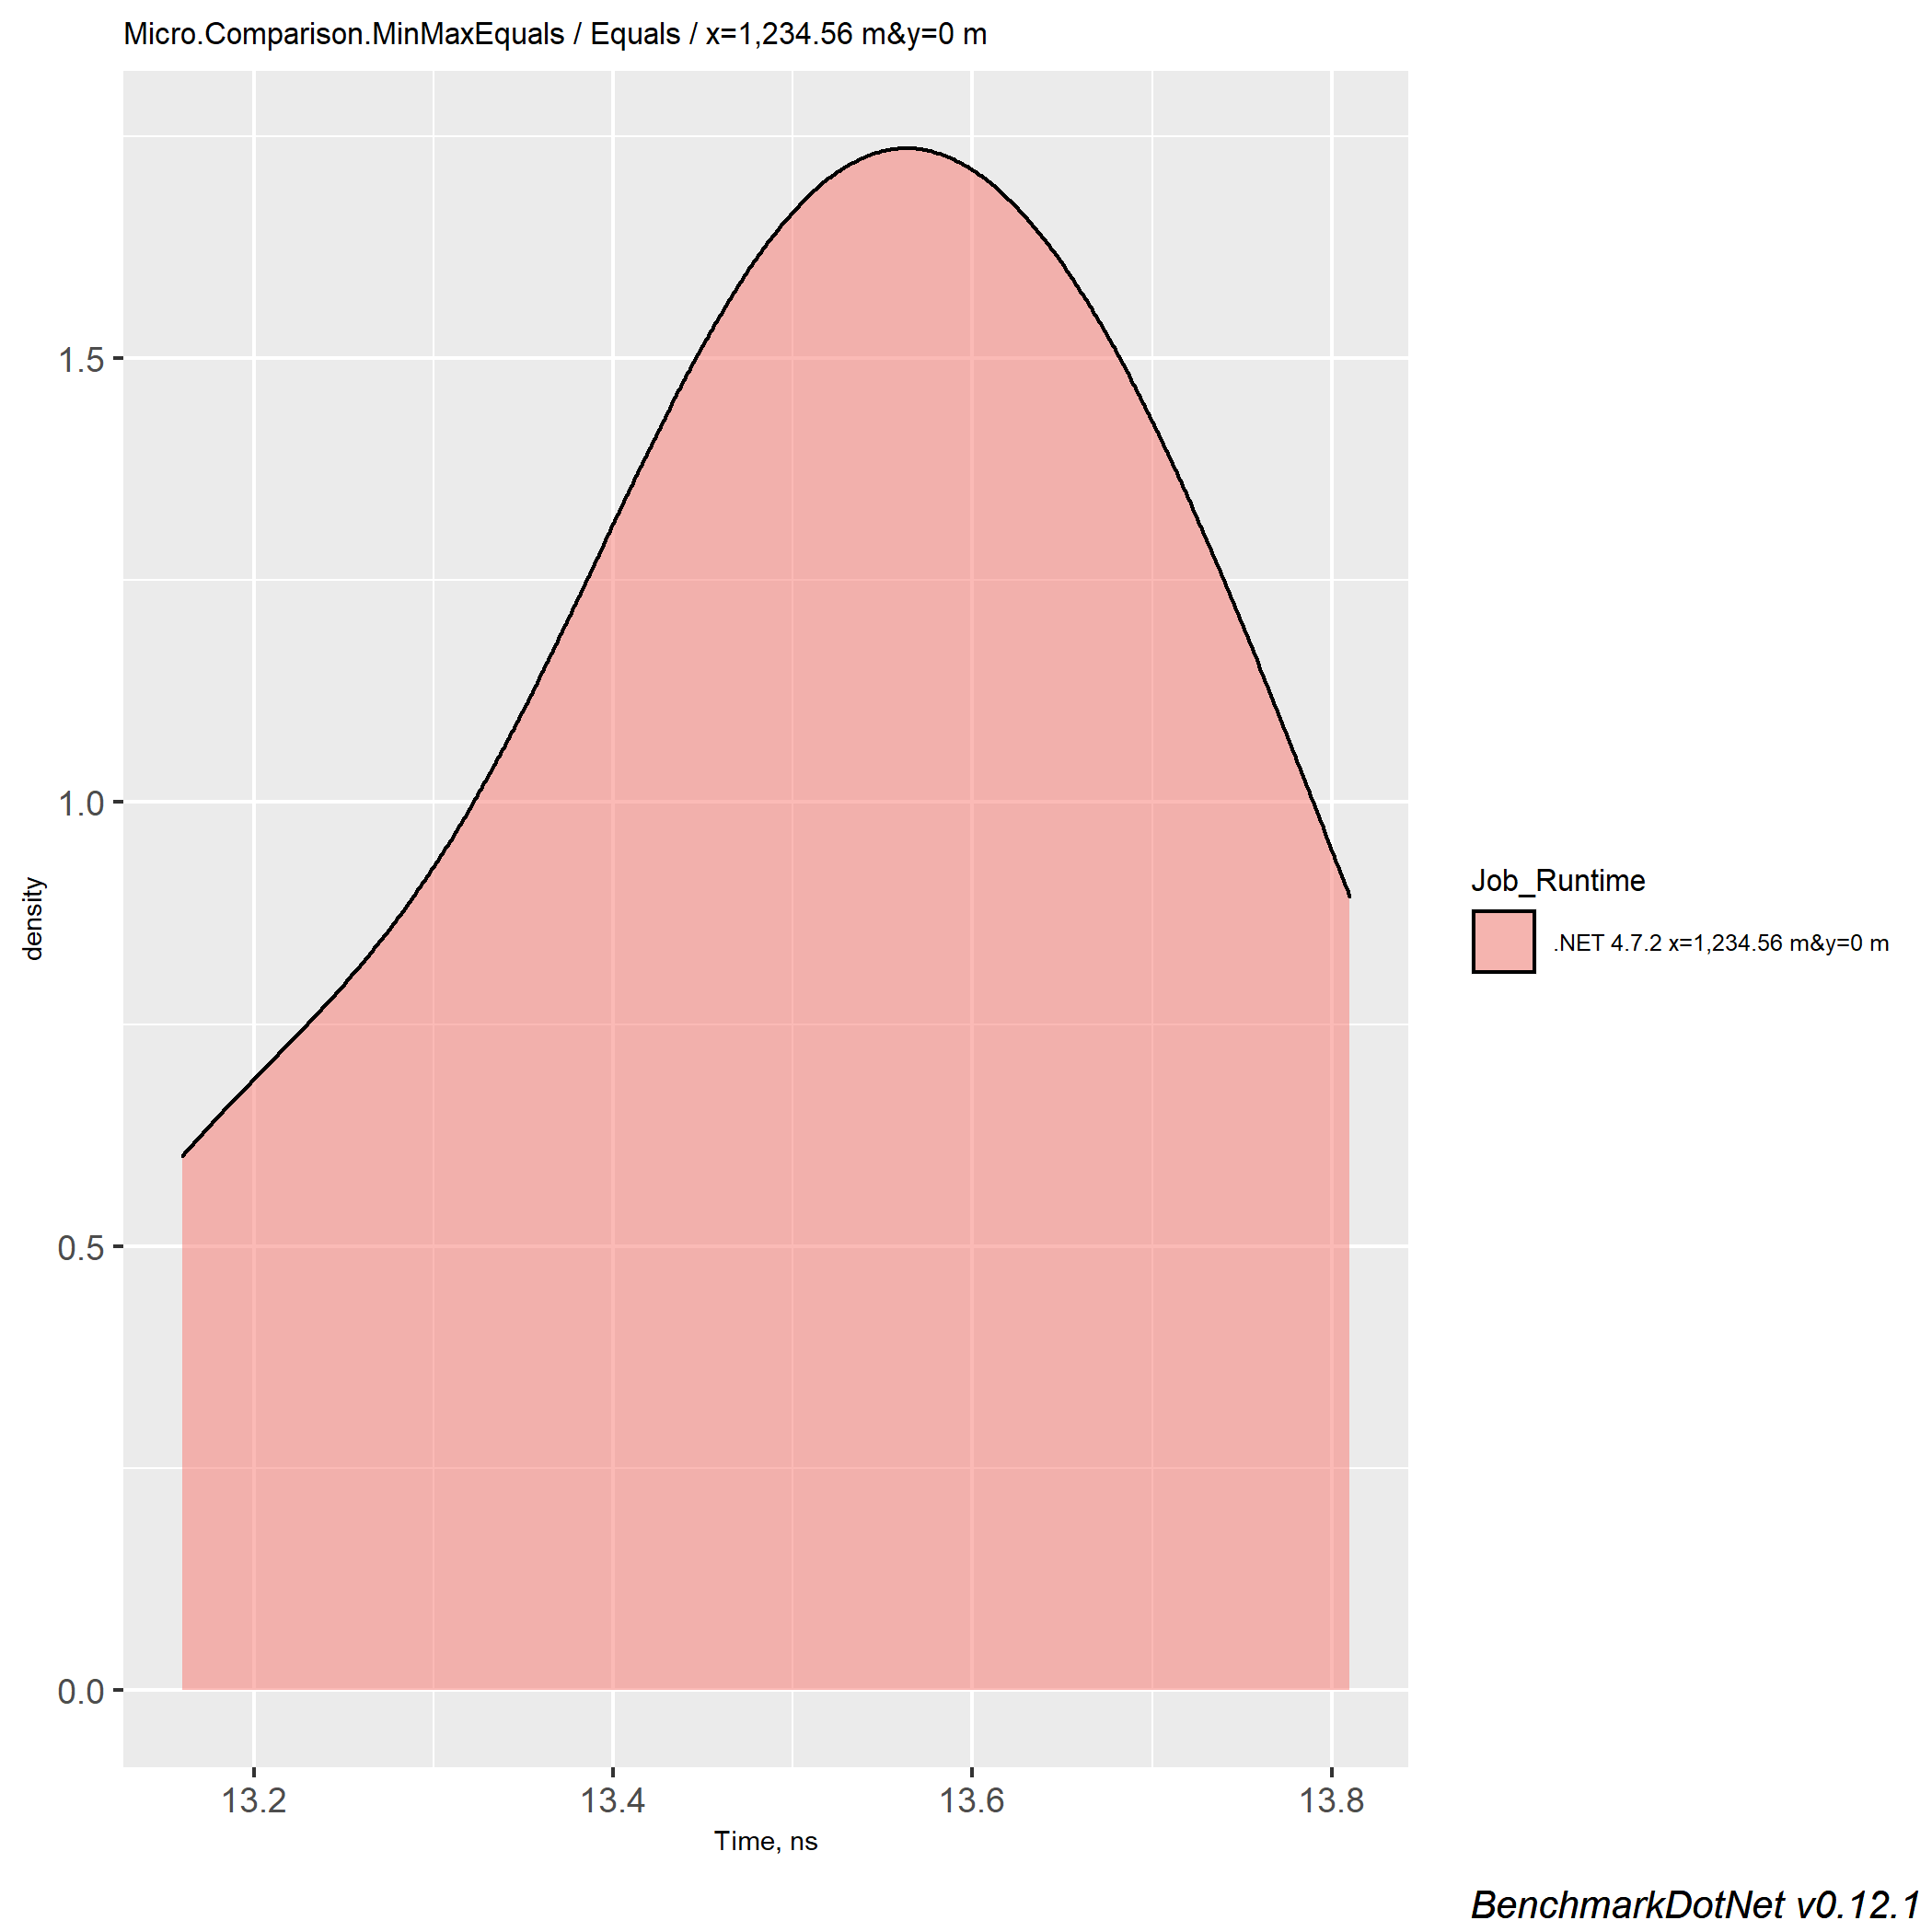 Micro.Comparison.MinMaxEquals / Equals / x=1,234.56 m&y=0 m
density
1.5
1.0
0.5
0.0
13.2 13.4 13.6 13.8
Time, ns
Job_Runtime
.NET 4.7.2 x=1,234.56 m&y=0 m
BenchmarkDotNet v0.12.1